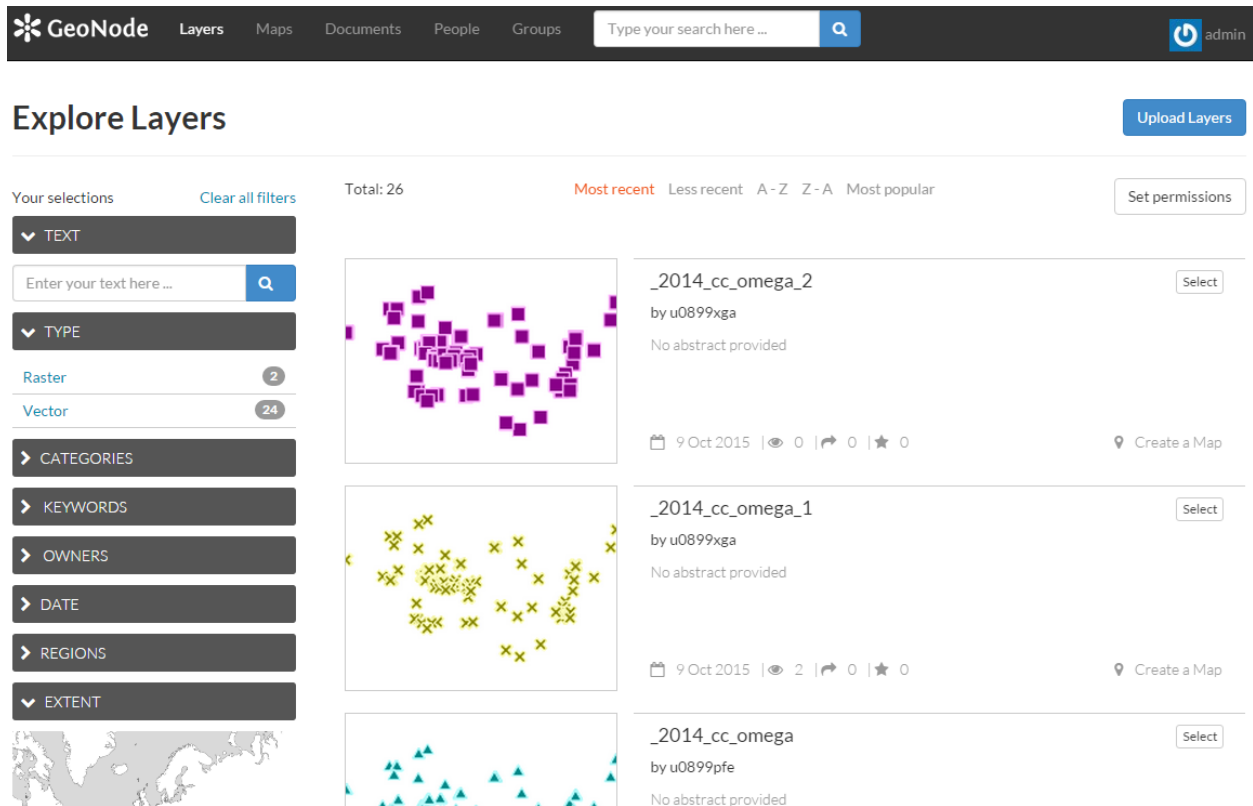 GeoNode Layers Maps Documents People Groups Type your search here ... admin
Explore Layers
Upload Layers
Your selections Clear all filters
TEXT
Enter your text here ...
TYPE
Raster 2
Vector 24
CATEGORIES
KEYWORDS
OWNERS
DATE
REGIONS
EXTENT
Total: 26 Most recent Less recent A - Z Z - A Most popular
Set permissions
_2014_cc_omega_2 Select
by u0899xga
No abstract provided
9 Oct 2015 | 0 | 0 | 0 Create a Map
_2014_cc_omega_1 Select
by u0899xga
No abstract provided
9 Oct 2015 | 2 | 0 | 0 Create a Map
_2014_cc_omega Select
by u0899pfe
No abstract provided